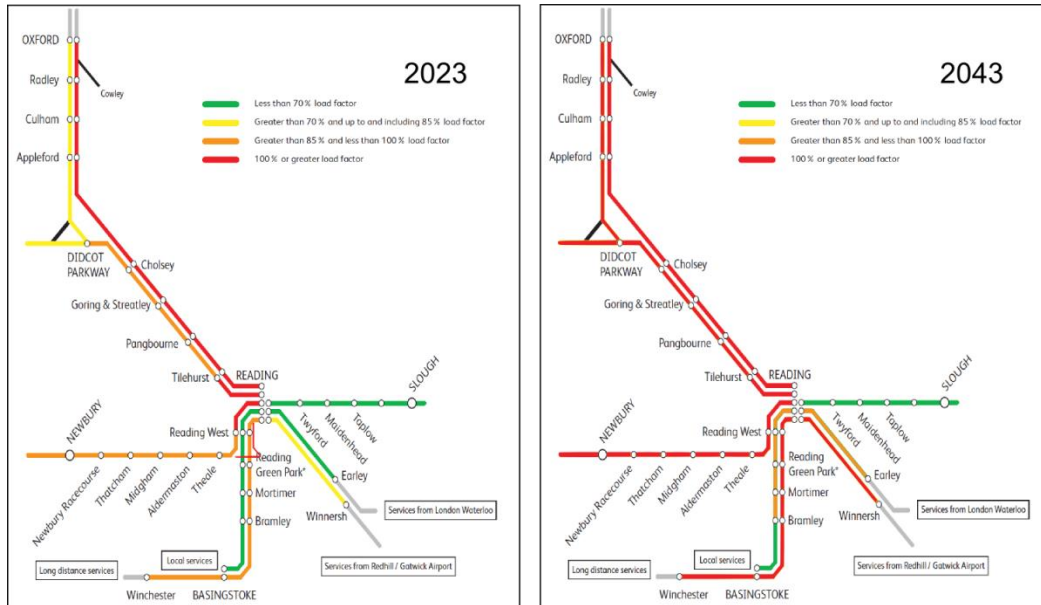 2023
OXFORD
Radley
Cowley
Culham
Appleford
Less than 70% load factor
Greater than 70% and up to and including 85% load factor
Greater than 85% and less than 100% load factor
100% or greater load factor
DIDCOT
PARKWAY
Cholsey
Goring & Streatley
Pangbourne
Tilehurst
READING
SLOUGH
NEWBURY
Reading West
Twyford
Maidenhead
Taplow
Newbury Racecourse
Thatcham
Midgham
Aldermaston
Theale
Reading
Green Park*
Earley
Mortimer
Winnersh
Services from London Waterloo
Bramley
Local services
Long distance services
Services from Redhill / Gatwick Airport
Winchester
BASINGSTOKE
2043
OXFORD
Radley
Cowley
Culham
Appleford
Less than 70% load factor
Greater than 70% and up to and including 85% load factor
Greater than 85% and less than 100% load factor
100% or greater load factor
DIDCOT
PARKWAY
Cholsey
Goring & Streatley
Pangbourne
Tilehurst
READING
SLOUGH
NEWBURY
Reading West
Twyford
Maidenhead
Taplow
Newbury Racecourse
Thatcham
Midgham
Aldermaston
Theale
Reading
Green Park*
Earley
Mortimer
Winnersh
Services from London Waterloo
Bramley
Local services
Long distance services
Services from Redhill / Gatwick Airport
Winchester
BASINGSTOKE